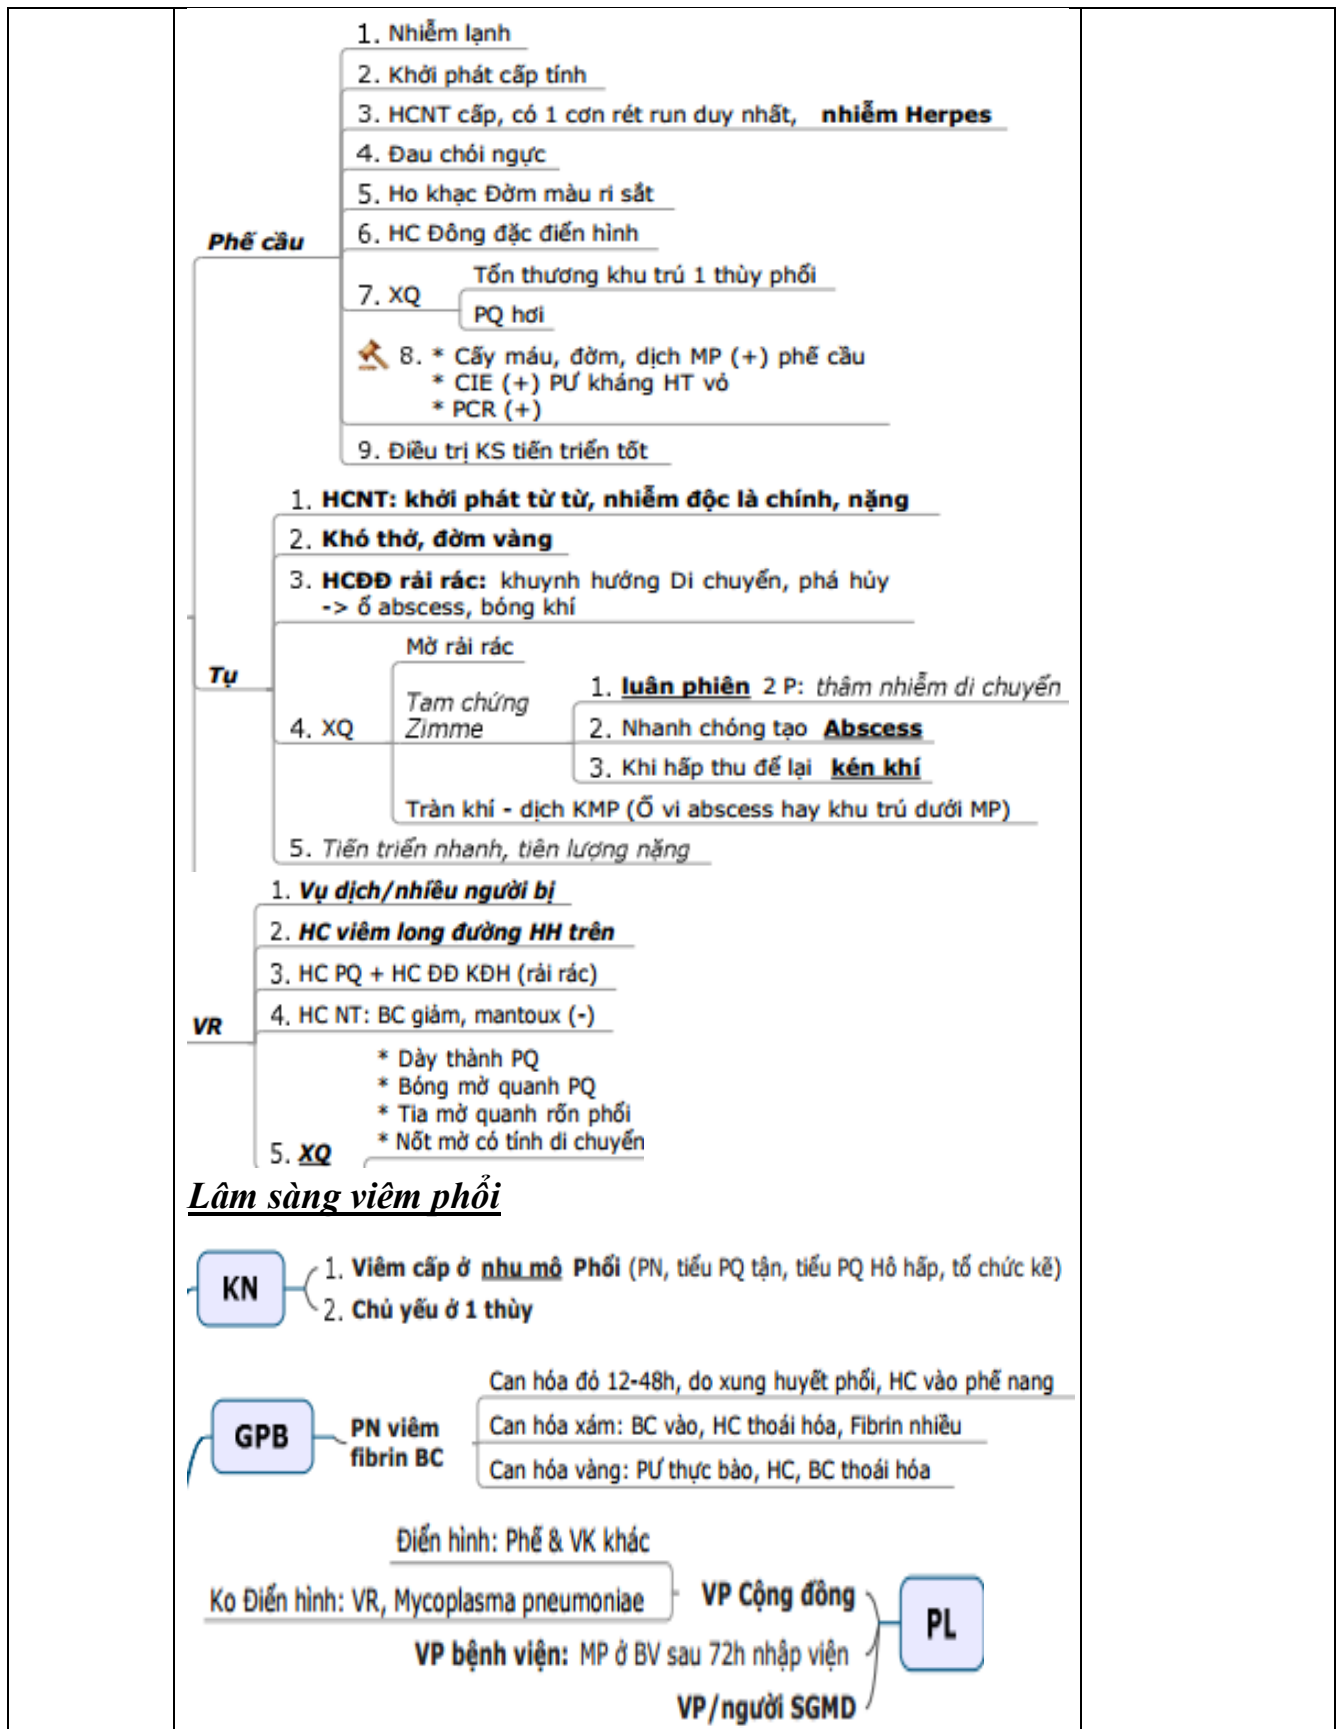 Phế cầu
1. Nhiễm lạnh
2. Khởi phát cấp tính
3. HCNT cấp, có 1 cơn rét run duy nhất, nhiễm Herpes
4. Đau chói ngực
5. Ho khạc Đờm màu rỉ sắt
6. HC Đông đặc điển hình
7. XQ
Tổn thương khu trú 1 thùy phổi
PQ hơi
8. * Cấy máu, đờm, dịch MP (+) phế cầu
* CIE (+) PƯ kháng HT vỏ
* PCR (+)
9. Điều trị KS tiến triển tốt
Tụ
1. HCNT: khởi phát từ từ, nhiễm độc là chính, nặng
2. Khó thở, đờm vàng
3. HCĐĐ rải rác: khuynh hướng Di chuyển, phá hủy
-> ổ abscess, bóng khí
4. XQ
Mờ rải rác
Tam chứng
Zimme
1. luân phiên 2 P: thâm nhiễm di chuyển
2. Nhanh chóng tạo Abscess
3. Khi hấp thu để lại kén khí
Tràn khí - dịch KMP (Ổ vi abscess hay khu trú dưới MP)
5. Tiến triển nhanh, tiên lượng nặng
VR
1. Vụ dịch/nhiều người bị
2. HC viêm long đường HH trên
3. HC PQ + HC ĐĐ KĐH (rải rác)
4. HC NT: BC giảm, mantoux (-)
5. XQ
* Dày thành PQ
* Bóng mờ quanh PQ
* Tia mờ quanh rốn phổi
* Nốt mờ có tính di chuyển
Lâm sàng viêm phổi
KN
1. Viêm cấp ở nhu mô Phổi (PN, tiểu PQ tận, tiểu PQ Hô hấp, tổ chức kẽ)
2. Chủ yếu ở 1 thùy
GPB
PN viêm
fibrin BC
Can hóa đỏ 12-48h, do xung huyết phổi, HC vào phế nang
Can hóa xám: BC vào, HC thoái hóa, Fibrin nhiều
Can hóa vàng: PƯ thực bào, HC, BC thoái hóa
PL
VP Cộng đồng
Điển hình: Phế & VK khác
Ko Điển hình: VR, Mycoplasma pneumoniae
VP bệnh viện: MP ở BV sau 72h nhập viện
VP/người SGMD